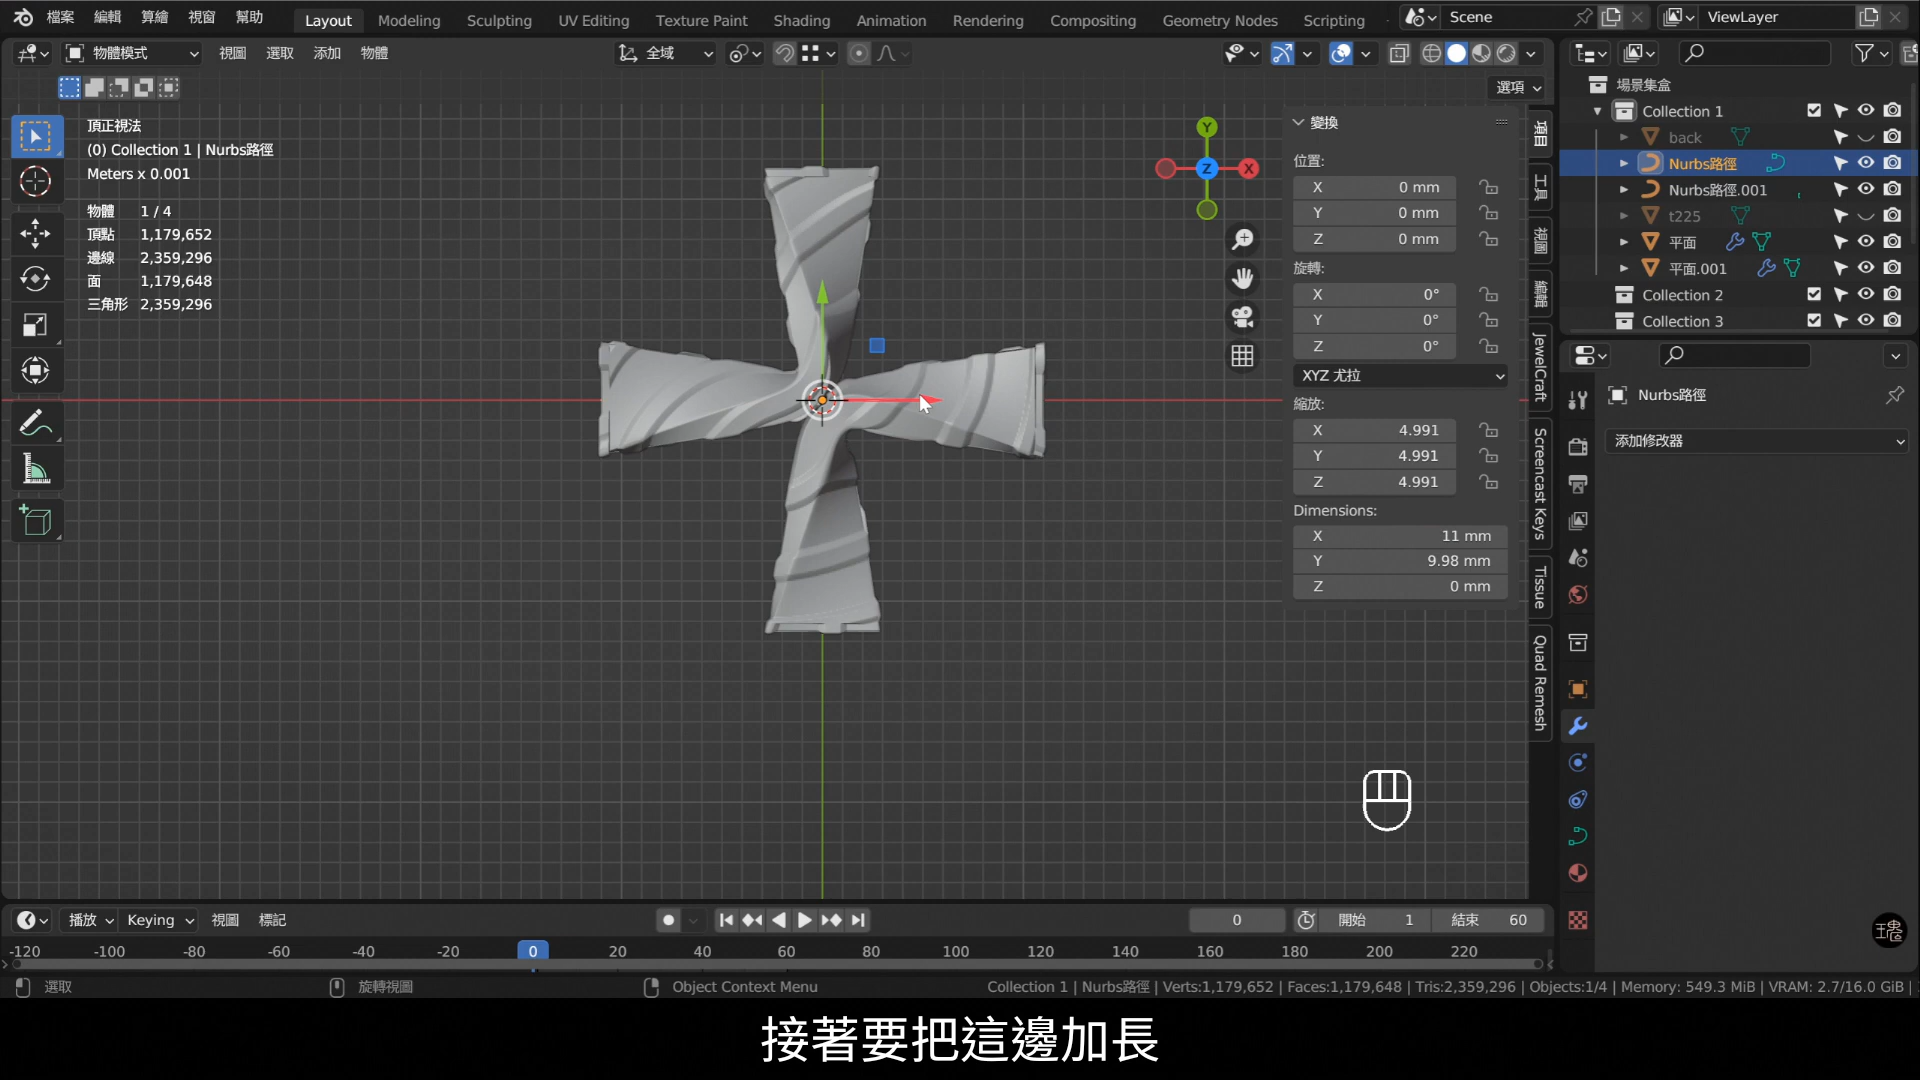 檔案 編輯 算繪 視窗 幫助 Layout Modeling Sculpting UV Editing Texture Paint Shading Animation Rendering Compositing Geometry Nodes Scripting Scene ViewLayer
物體模式 視圖 選取 添加 物體 全域
選項
頂正視法
(0) Collection 1 | Nurbs路徑
Meters x 0.001
物體 1 / 4
頂點 1,179,652
邊線 2,359,296
面 1,179,648
三角形 2,359,296
Y
Z
X
變換
位置:
X 0 mm
Y 0 mm
Z 0 mm
旋轉:
X 0°
Y 0°
Z 0°
XYZ 尤拉
縮放:
X 4.991
Y 4.991
Z 4.991
Dimensions:
X 11 mm
Y 9.98 mm
Z 0 mm
項目
工具
視圖
編輯
JewelCraft
Screencast Keys
Tissue
Quad Remesh
場景集盒
Collection 1
back
Nurbs路徑
Nurbs路徑.001
t225
平面
平面.001
Collection 2
Collection 3
Nurbs路徑
添加修改器
播放 Keying 視圖 標記 0 開始 1 結束 60
-120 -100 -80 -60 -40 -20 0 20 40 60 80 100 120 140 160 180 200 220
選取 旋轉視圖 Object Context Menu Collection 1 | Nurbs路徑 | Verts:1,179,652 | Faces:1,179,648 | Tris:2,359,296 | Objects:1/4 | Memory: 549.3 MiB | VRAM: 2.7/16.0 GiB |
接著要把這邊加長